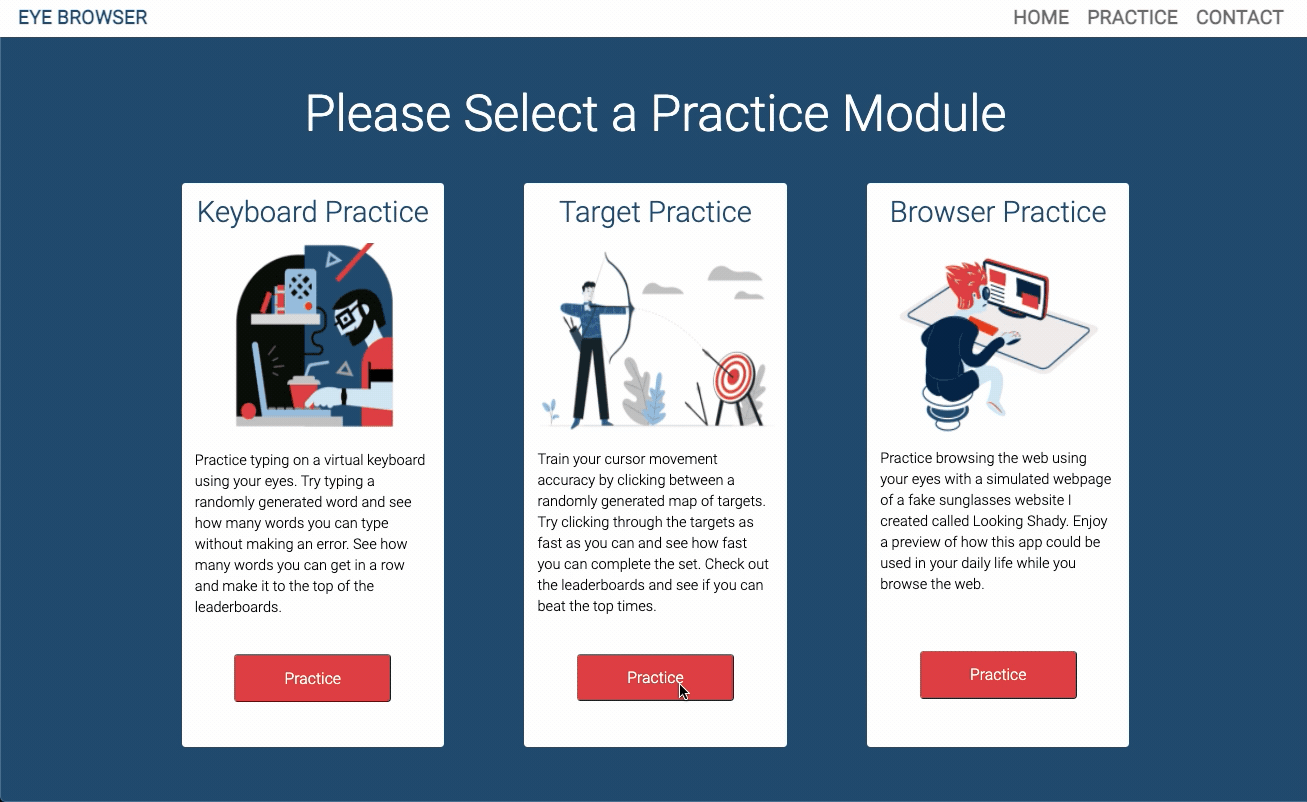 EYE BROWSER
HOME PRACTICE CONTACT
Please Select a Practice Module
Keyboard Practice
Practice typing on a virtual keyboard
using your eyes. Try typing a
randomly generated word and see
how many words you can type
without making an error. See how
many words you can get in a row
and make it to the top of the
leaderboards.
Practice
Target Practice
Train your cursor movement
accuracy by clicking between a
randomly generated map of targets.
Try clicking through the targets as
fast as you can and see how fast
you can complete the set. Check out
the leaderboards and see if you can
beat the top times.
Practice
Browser Practice
Practice browsing the web using
your eyes with a simulated webpage
of a fake sunglasses website I
created called Looking Shady. Enjoy
a preview of how this app could be
used in your daily life while you
browse the web.
Practice